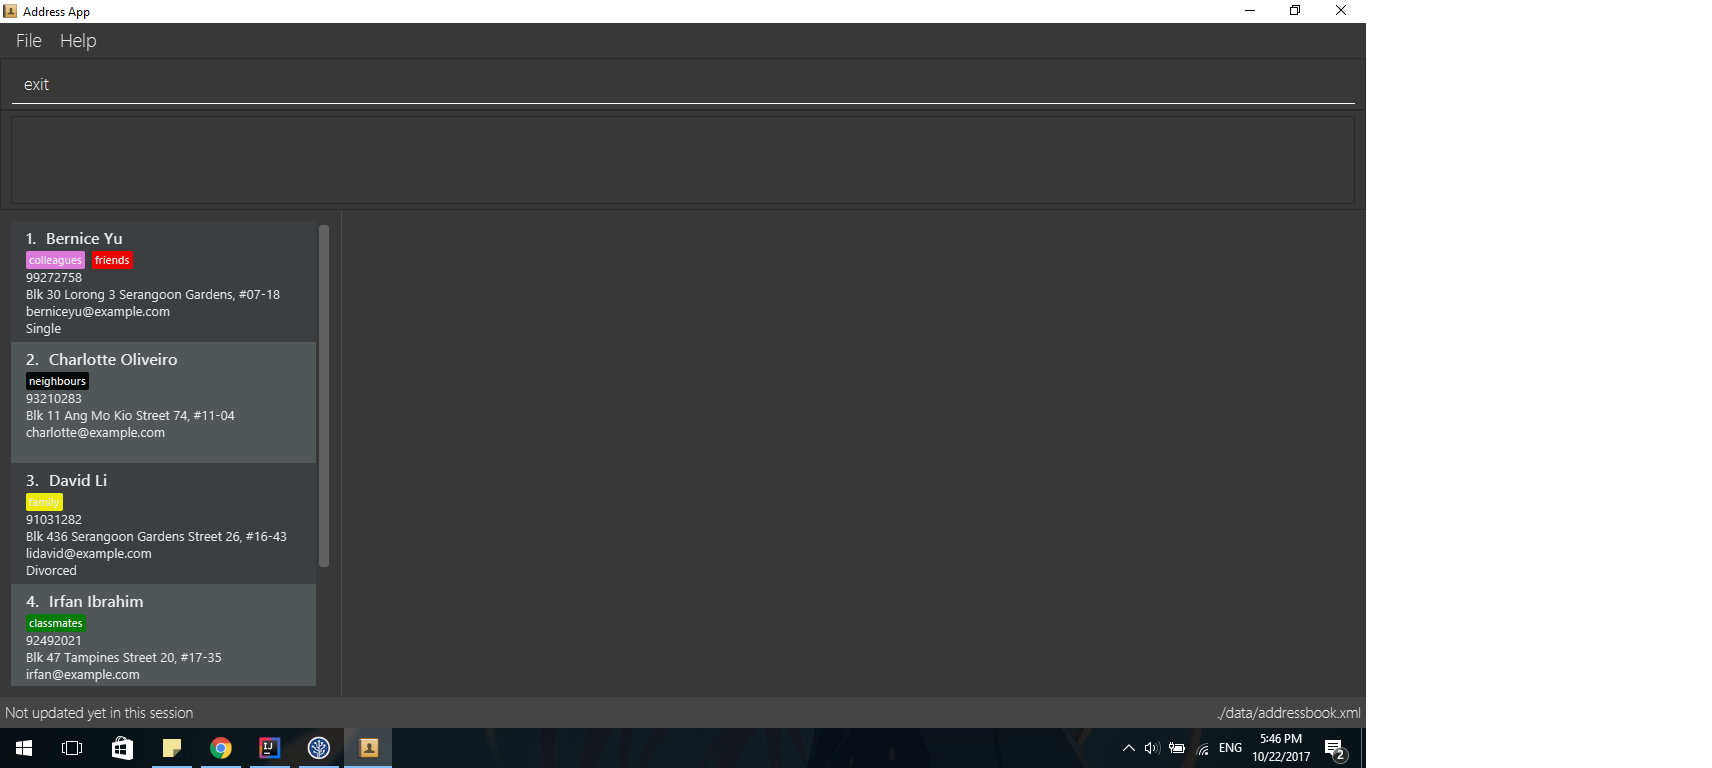 Address App
File Help
exit
1. Bernice Yu
colleagues friends
99272758
Blk 30 Lorong 3 Serangoon Gardens, #07-18
berniceyu@example.com
Single
2. Charlotte Oliveiro
neighbours
93210283
Blk 11 Ang Mo Kio Street 74, #11-04
charlotte@example.com
3. David Li
family
91031282
Blk 436 Serangoon Gardens Street 26, #16-43
lidavid@example.com
Divorced
4. Irfan Ibrahim
classmates
92492021
Blk 47 Tampines Street 20, #17-35
irfan@example.com
Not updated yet in this session
./data/addressbook.xml
IJ
ENG
5:46 PM
10/22/2017
2